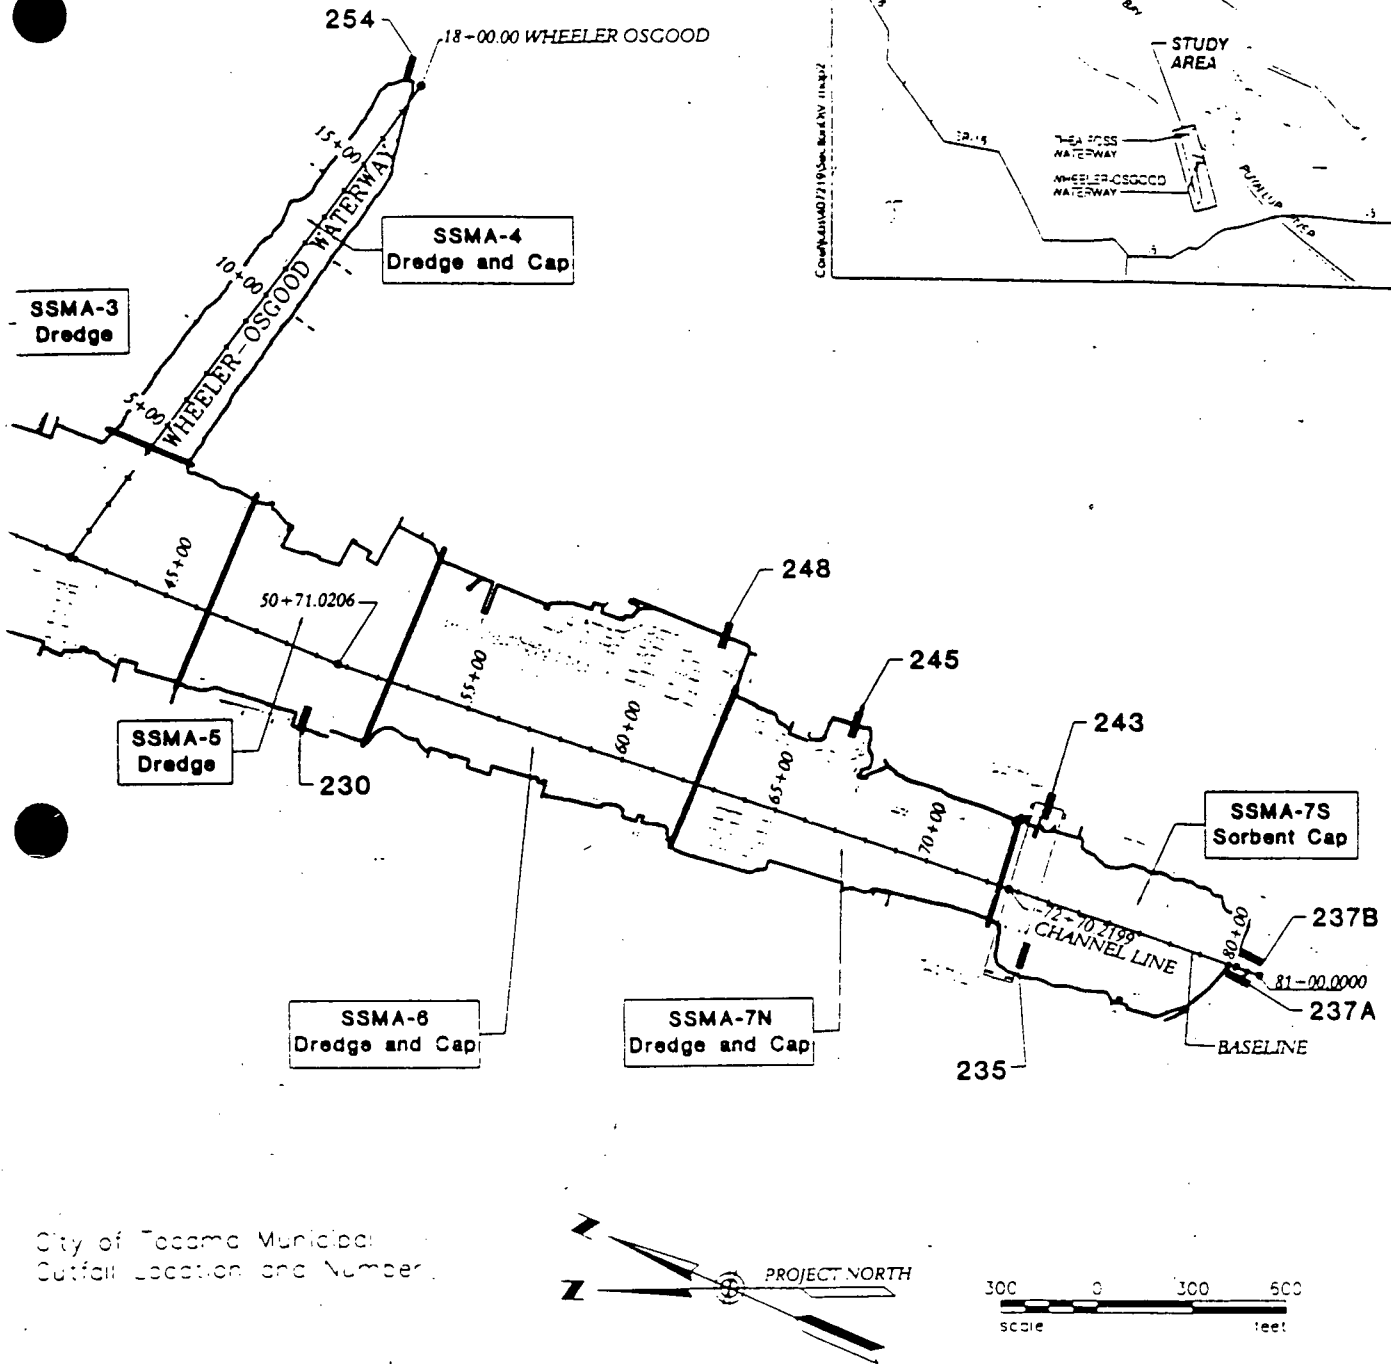 254
18+00.00 WHEELER OSGOOD
BAY
STUDY
AREA
WATERWAY
WHEELER-OSGOOD
WATERWAY
PUYALLUP
RIVER
15+00
10+00
5+00
WHEELER-OSGOOD WATERWAY
SSMA-4
Dredge and Cap
SSMA-3
Dredge
45+00
50+71.0206
248
55+00
60+00
245
65+00
243
70+00
SSMA-5
Dredge
230
SSMA-7S
Sorbent Cap
72+70.2199
CHANNEL LINE
80+00
237B
81+00.0000
237A
BASELINE
SSMA-6
Dredge and Cap
SSMA-7N
Dredge and Cap
235
City of Tacoma Municipal
Outfall Location and Number
Z
Z
PROJECT NORTH
300 0 300 600
scale feet